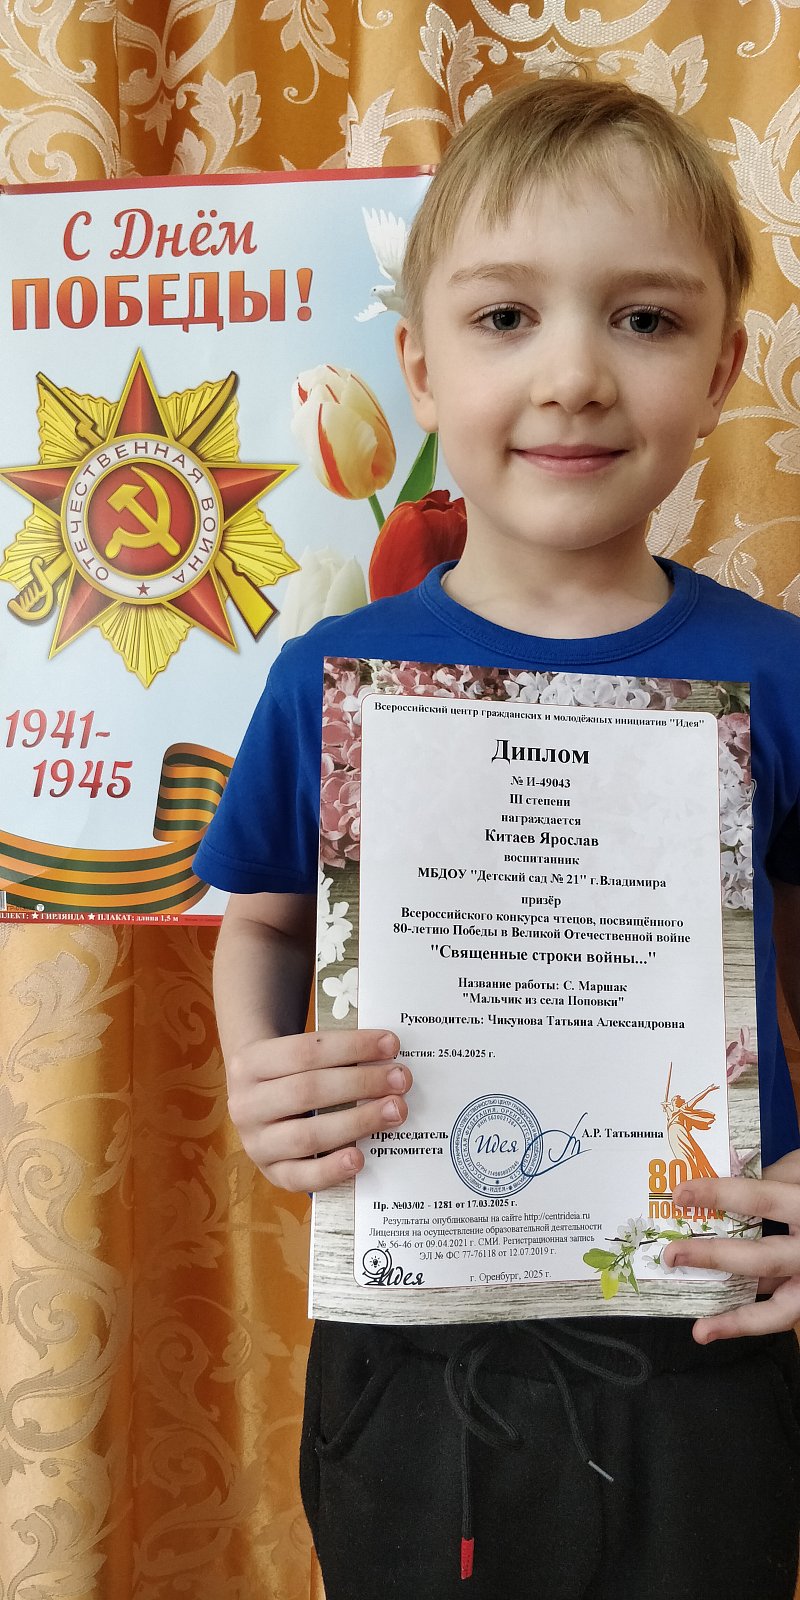 С Днём
ПОБЕДЫ!
ОТЕЧЕСТВЕННАЯ ВОЙНА
1941-
1945
ПЛЕКТ: ★ ГИРЛЯНДА ★ ПЛАКАТ; длина 1,5 м
Всероссийский центр гражданских и молодёжных инициатив "Идея"
Диплом
№ И-49043
III степени
награждается
Китаев Ярослав
воспитанник
МБДОУ "Детский сад № 21" г.Владимира
призёр
Всероссийского конкурса чтецов, посвящённого
80-летию Победы в Великой Отечественной войне
"Священные строки войны..."
Название работы: С. Маршак
"Мальчик из села Поповки"
Руководитель: Чикунова Татьяна Александровна
участия: 25.04.2025 г.
Председатель
оргкомитета
Идея
А.Р. Татьянина
80
ПОБЕДА!
Пр. №03/02 - 1281 от 17.03.2025 г.
Результаты опубликованы на сайте http://centrideia.ru
Лицензия на осуществление образовательной деятельности
№ 56-46 от 09.04.2021 г. СМИ. Регистрационная запись
ЭЛ № ФС 77-76118 от 12.07.2019 г.
Идея
г. Оренбург, 2025 г.